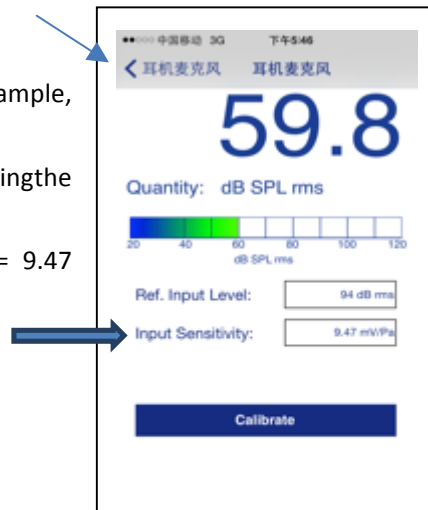 ample,
ingthe
= 9.47
中国移动 3G 下午5:46
耳机麦克风 耳机麦克风
59.8
Quantity: dB SPL rms
20 40 60 80 100 120
dB SPL rms
Ref. Input Level: 94 dB rms
Input Sensitivity: 9.47 mV/Pa
Calibrate